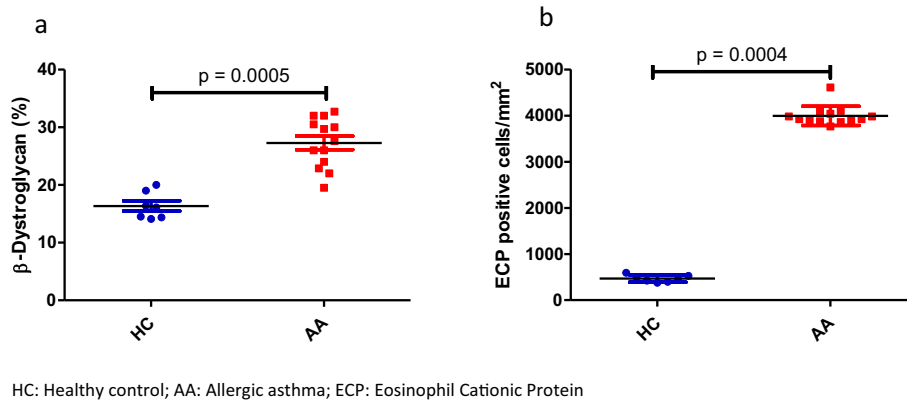 a
p = 0.0005
β-Dystroglycan (%)
40
30
20
10
0
HC
AA
b
p = 0.0004
ECP positive cells/mm²
5000
4000
3000
2000
1000
0
HC
AA
HC: Healthy control; AA: Allergic asthma; ECP: Eosinophil Cationic Protein